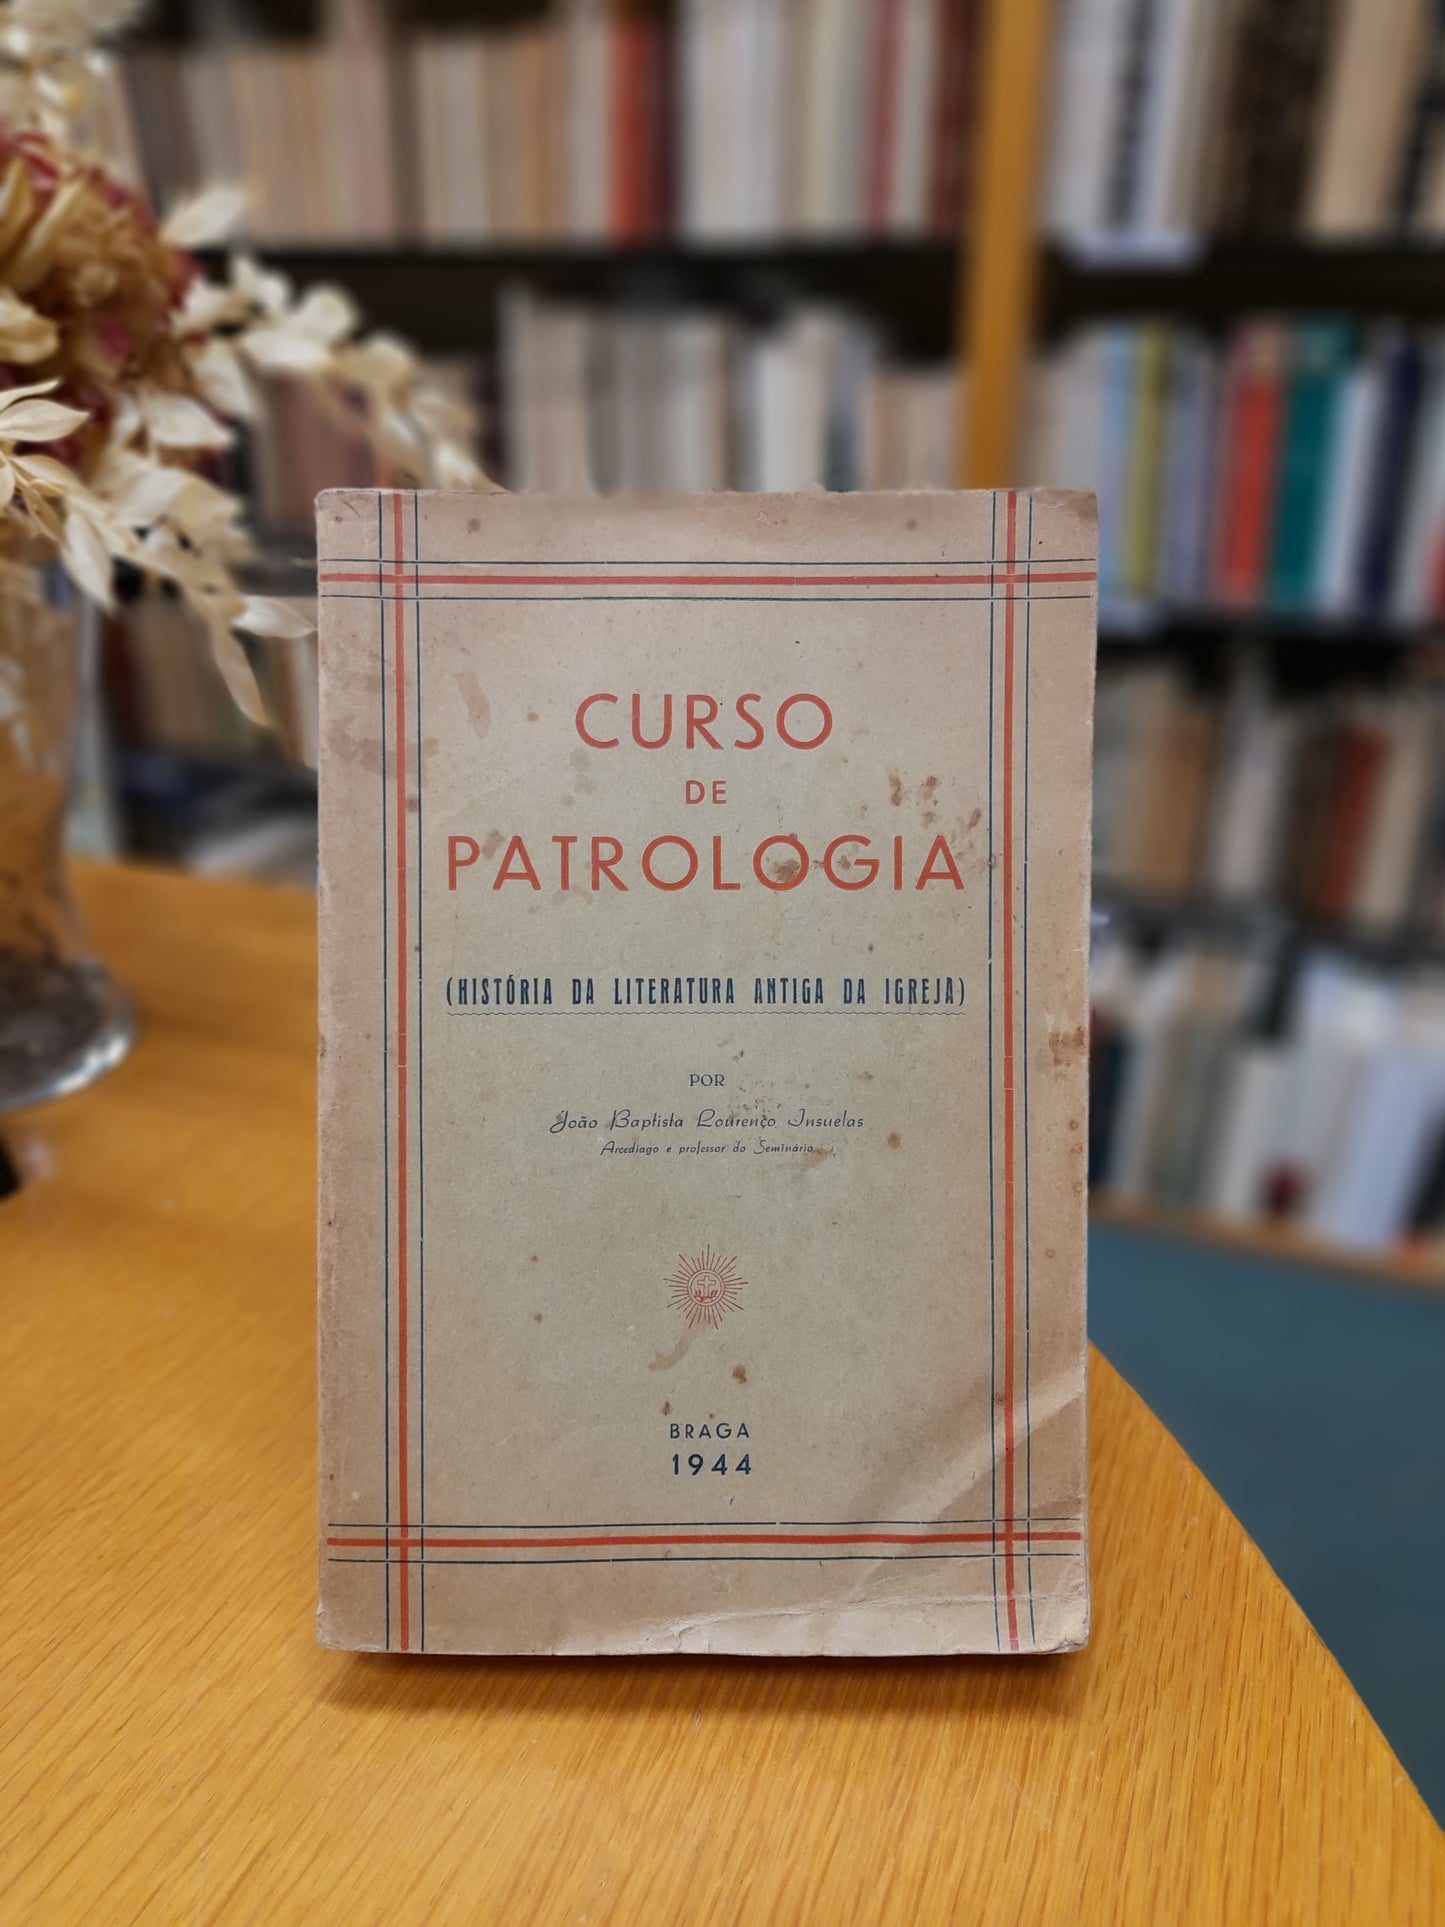 CURSO
DE
PATROLOGIA
(HISTÓRIA DA LITERATURA ANTIGA DA IGREJA)
POR
João Baptista Lourenço Insuelas
Arcediago e professor do Seminário
BRAGA
1944